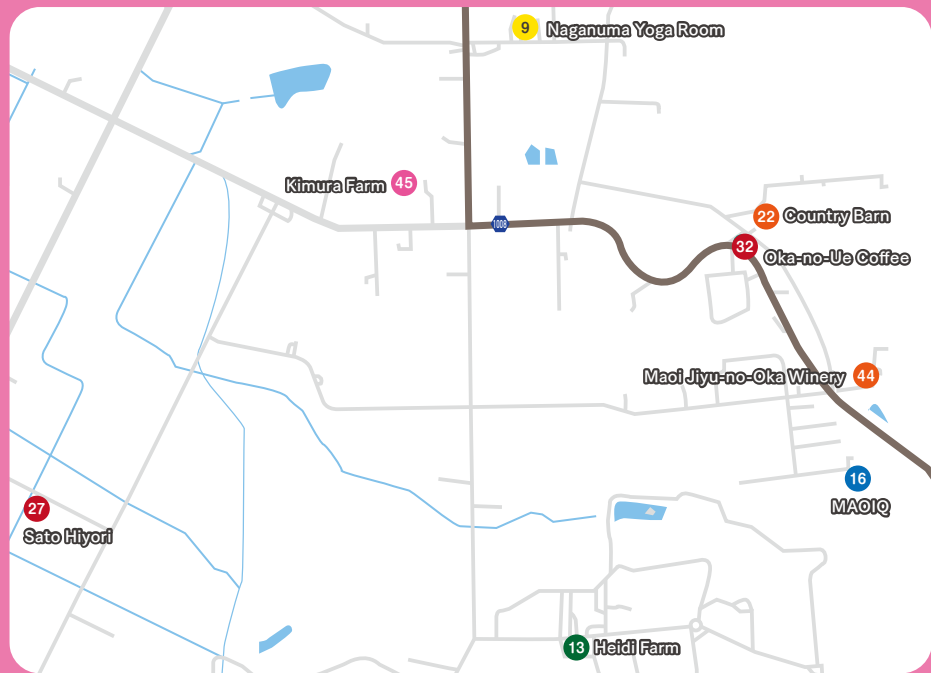 9 Naganuma Yoga Room
Kimura Farm 45
22 Country Barn
1008
32
Oka-no-Ue Coffee
Maoi Jiyu-no-Oka Winery 44
16
MAOIQ
27
Sato Hiyori
13 Heidi Farm